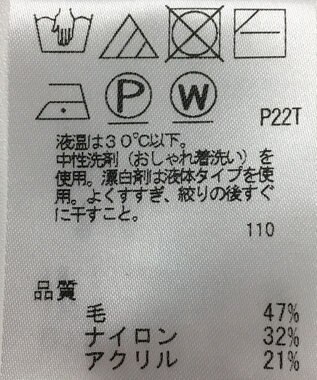 P W P22T
液温は30℃以下。
中性洗剤(おしゃれ着洗い)を
使用。漂白剤は液体タイプを使
用。よくすすぎ、絞りの後すぐ
に干すこと。
110
品質
毛 47%
ナイロン 32%
アクリル 21%